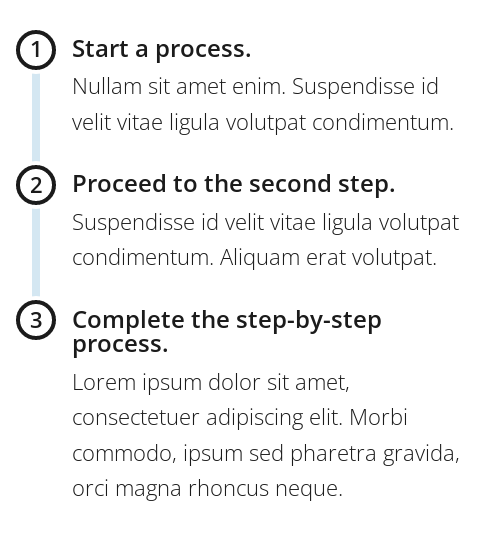 1 Start a process.
Nullam sit amet enim. Suspendisse id
velit vitae ligula volutpat condimentum.
2 Proceed to the second step.
Suspendisse id velit vitae ligula volutpat
condimentum. Aliquam erat volutpat.
3 Complete the step-by-step
process.
Lorem ipsum dolor sit amet,
consectetuer adipiscing elit. Morbi
commodo, ipsum sed pharetra gravida,
orci magna rhoncus neque.